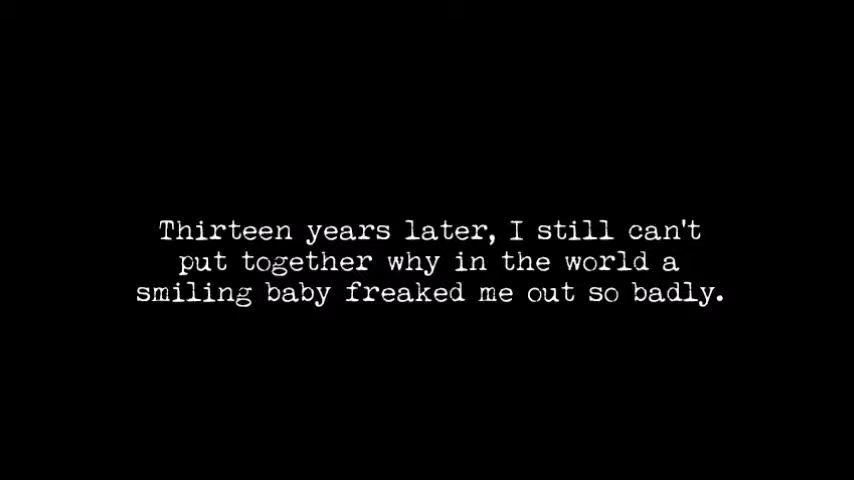 Thirteen years later, I still can't
put together why in the world a
smiling baby freaked me out so badly.